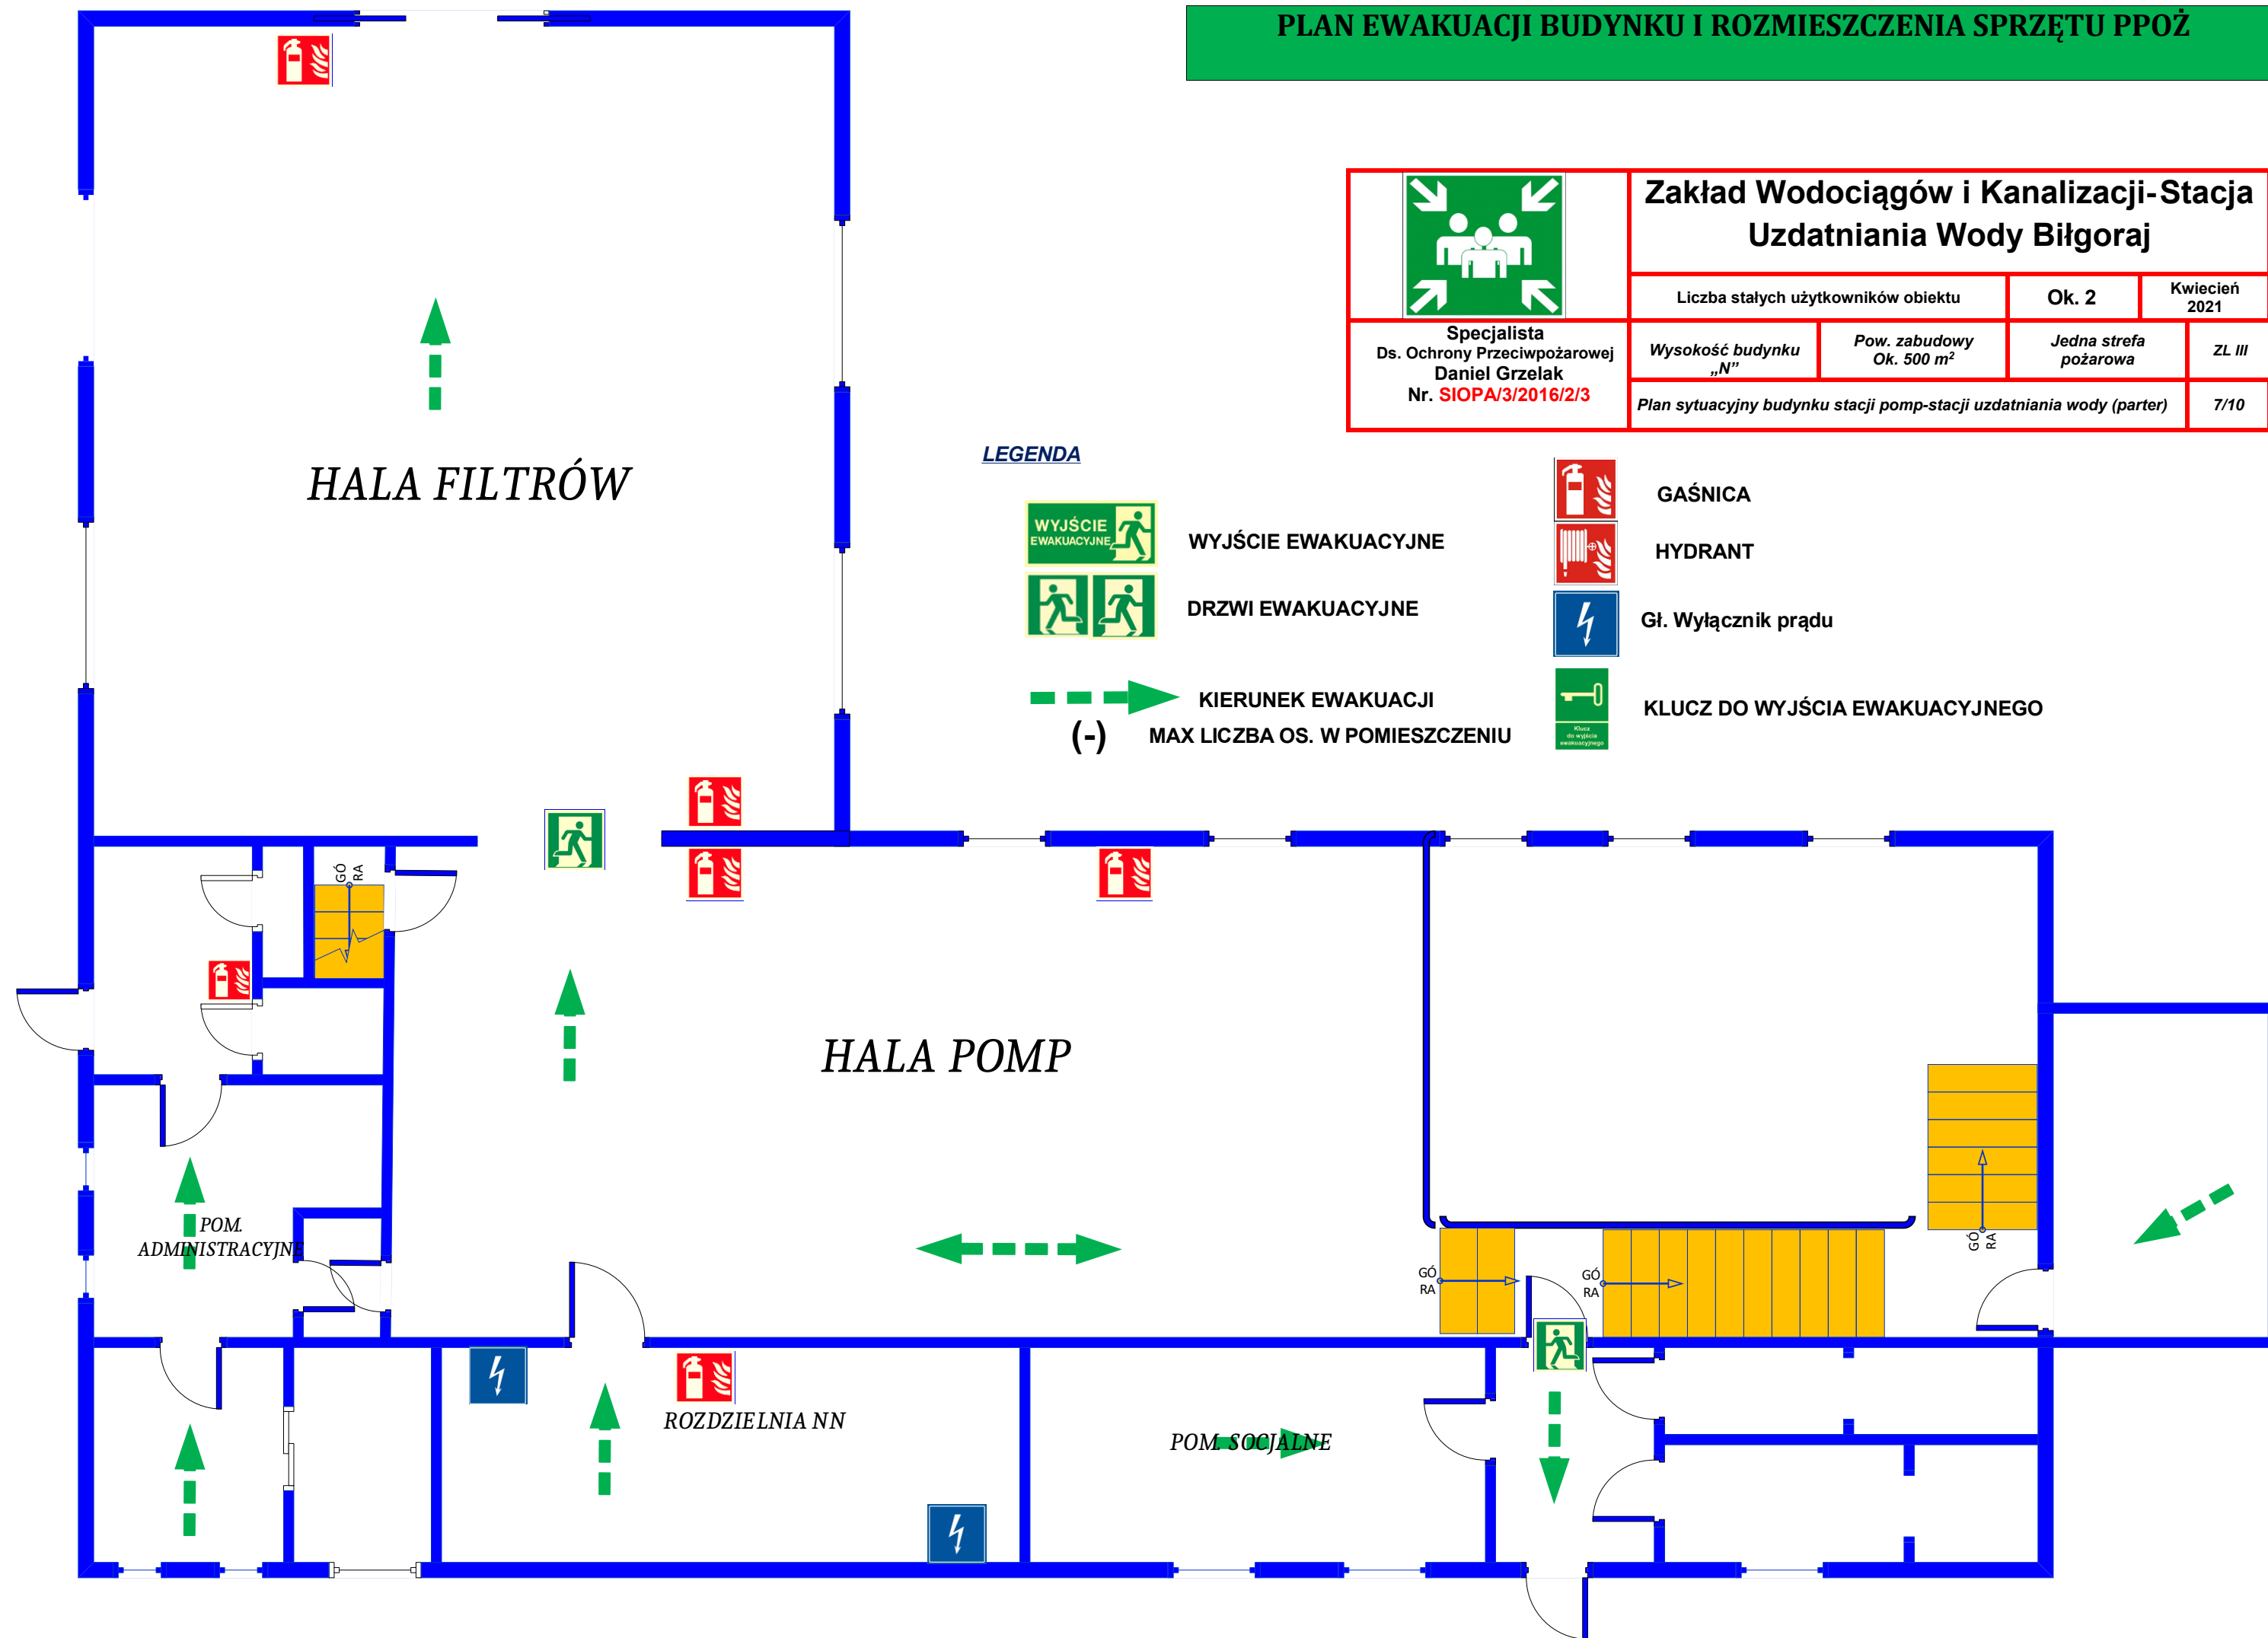 PLAN EWAKUACJI BUDYNKU I ROZMIESZCZENIA SPRZĘTU PPOŻ
Zakład Wodociągów i Kanalizacji-Stacja
Uzdatniania Wody Biłgoraj
Liczba stałych użytkowników obiektu
Ok. 2
Kwiecień
2021
Specjalista
Ds. Ochrony Przeciwpożarowej
Daniel Grzelak
Nr. SIOPA/3/2016/2/3
Wysokość budynku
„N”
Pow. zabudowy
Ok. 500 m²
Jedna strefa
pożarowa
ZL III
Plan sytuacyjny budynku stacji pomp-stacji uzdatniania wody (parter)
7/10
LEGENDA
WYJŚCIE
EWAKUACYJNE
WYJŚCIE EWAKUACYJNE
DRZWI EWAKUACYJNE
KIERUNEK EWAKUACJI
(-)
MAX LICZBA OS. W POMIESZCZENIU
GAŚNICA
HYDRANT
Gł. Wyłącznik prądu
Klucz
do wyjścia
ewakuacyjnego
KLUCZ DO WYJŚCIA EWAKUACYJNEGO
HALA FILTRÓW
GÓ
RA
HALA POMP
POM.
ADMINISTRACYJNE
GÓ
RA
GÓ
RA
GÓ
RA
ROZDZIELNIA NN
POM. SOCJALNE